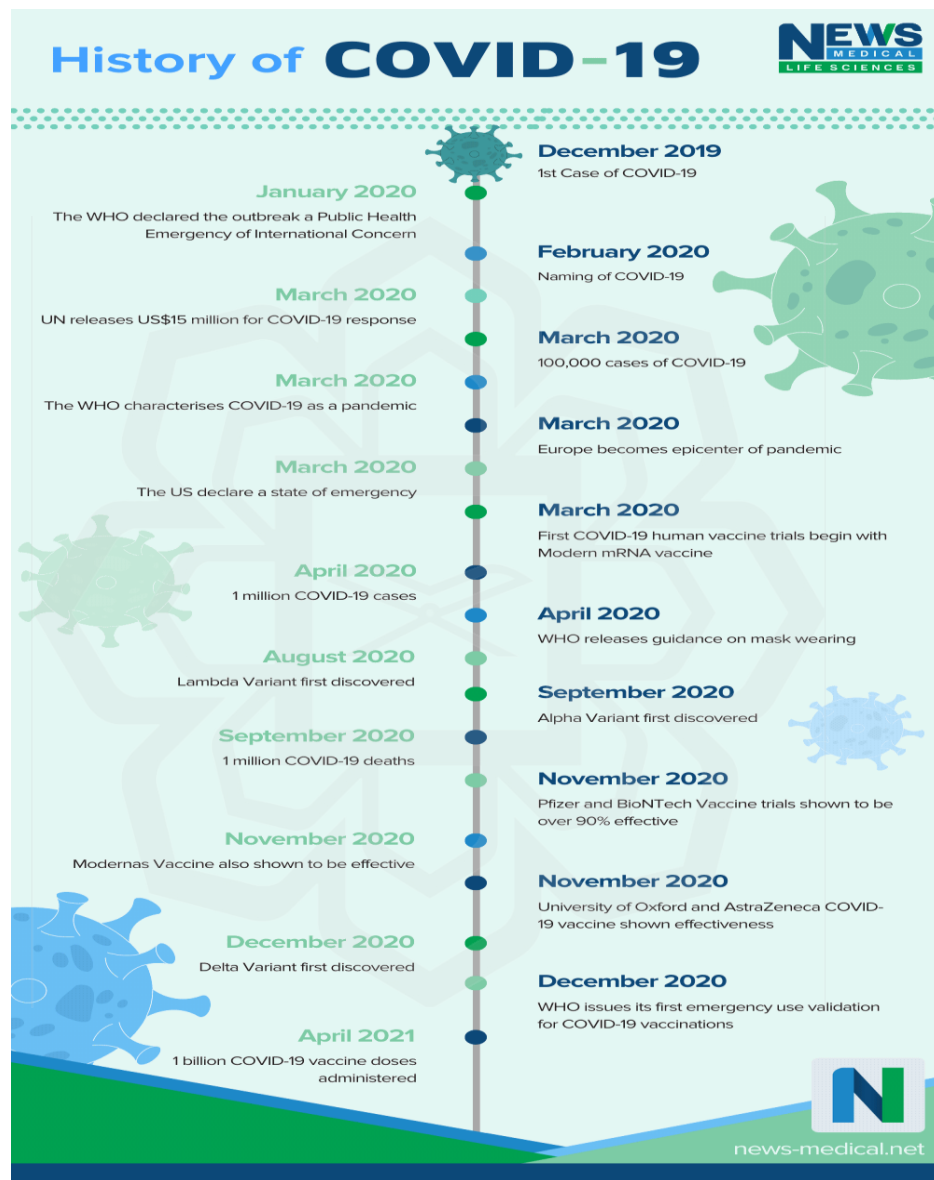 History of COVID-19
NEWS
MEDICAL
LIFE SCIENCES
December 2019
1st Case of COVID-19
January 2020
The WHO declared the outbreak a Public Health
Emergency of International Concern
February 2020
Naming of COVID-19
March 2020
UN releases US$15 million for COVID-19 response
March 2020
100,000 cases of COVID-19
March 2020
The WHO characterises COVID-19 as a pandemic
March 2020
Europe becomes epicenter of pandemic
March 2020
The US declare a state of emergency
March 2020
First COVID-19 human vaccine trials begin with
Modern mRNA vaccine
April 2020
1 million COVID-19 cases
April 2020
WHO releases guidance on mask wearing
August 2020
Lambda Variant first discovered
September 2020
Alpha Variant first discovered
September 2020
1 million COVID-19 deaths
November 2020
Pfizer and BioNTech Vaccine trials shown to be
over 90% effective
November 2020
Modernas Vaccine also shown to be effective
November 2020
University of Oxford and AstraZeneca COVID-
19 vaccine shown effectiveness
December 2020
Delta Variant first discovered
December 2020
WHO issues its first emergency use validation
for COVID-19 vaccinations
April 2021
1 billion COVID-19 vaccine doses
administered
N
news-medical.net